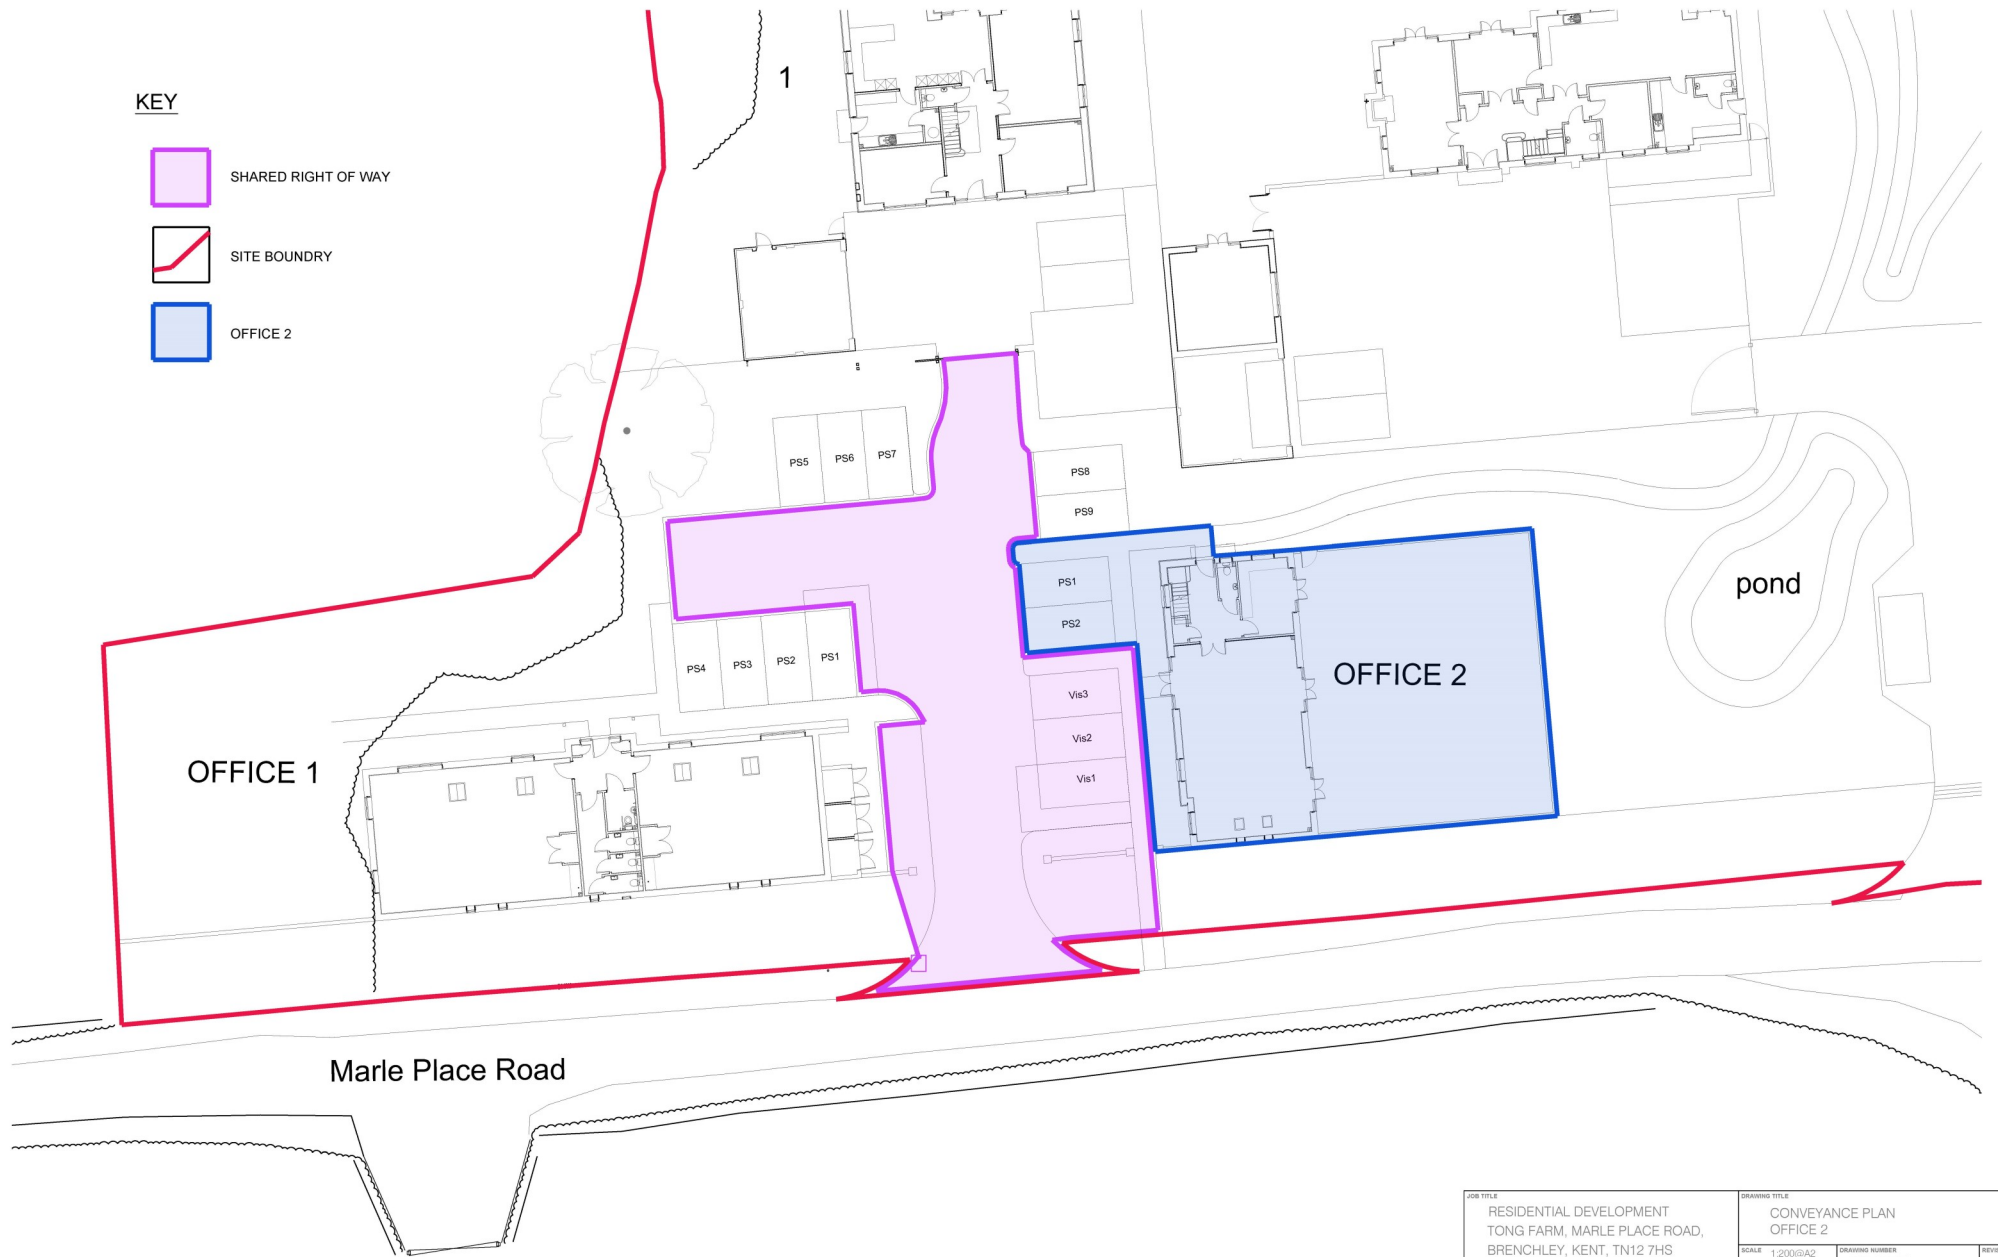 KEY
SHARED RIGHT OF WAY
SITE BOUNDRY
OFFICE 2
1
PS5 PS6 PS7
PS8
PS9
PS1
PS2
PS4 PS3 PS2 PS1
Vis3
Vis2
Vis1
OFFICE 1
OFFICE 2
pond
Marle Place Road
JOB TITLE
RESIDENTIAL DEVELOPMENT
TONG FARM, MARLE PLACE ROAD,
BRENCHLEY, KENT, TN12 7HS
DRAWING TITLE
CONVEYANCE PLAN
OFFICE 2
SCALE 1:200@A2 DRAWING NUMBER